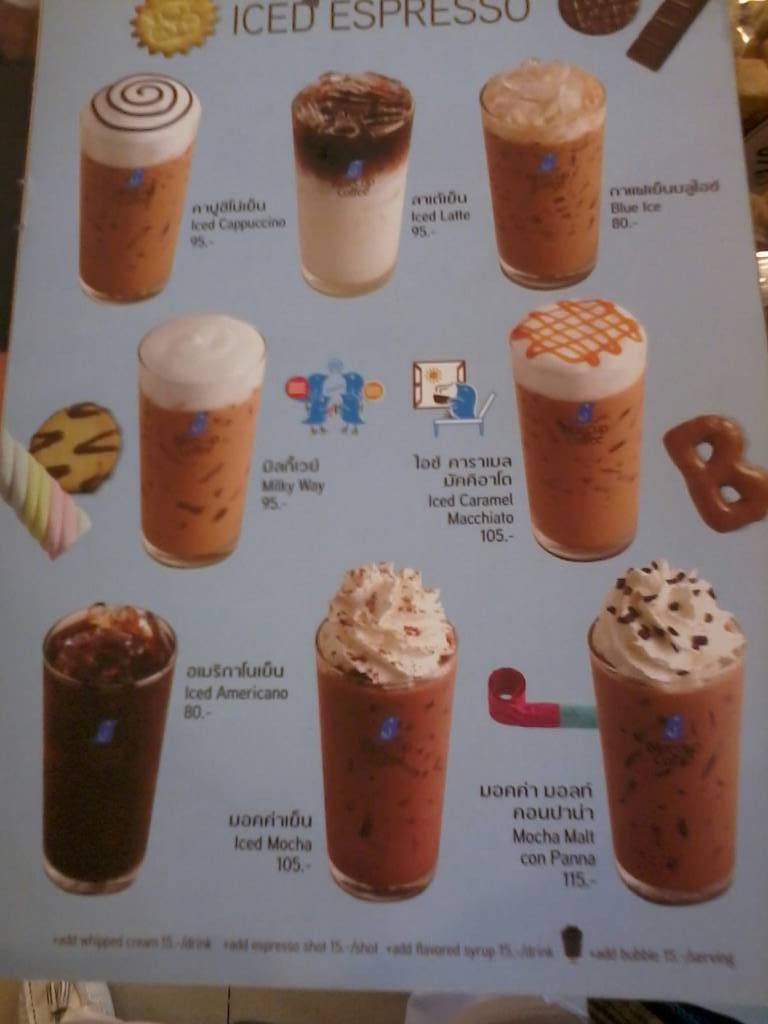 ICED ESPRESSO
คาปูชิโน่เย็น
Iced Cappuccino
95.-
ลาเต้เย็น
Iced Latte
95.-
กาแฟเย็นบลูไอซ์
Blue Ice
80.-
มิลกี้เวย์
Milky Way
95.-
ไอซ์ คาราเมล
มัคคิอาโต
Iced Caramel
Macchiato
105.-
อเมริกาโนเย็น
Iced Americano
80.-
มอคค่าเย็น
Iced Mocha
105.-
มอคค่า มอลท์
คอนปาน่า
Mocha Malt
con Panna
115.-
+add whipped cream 15.-/drink +add espresso shot 15.-/shot +add flavored syrup 15.-/drink +add bubble 15.-/serving